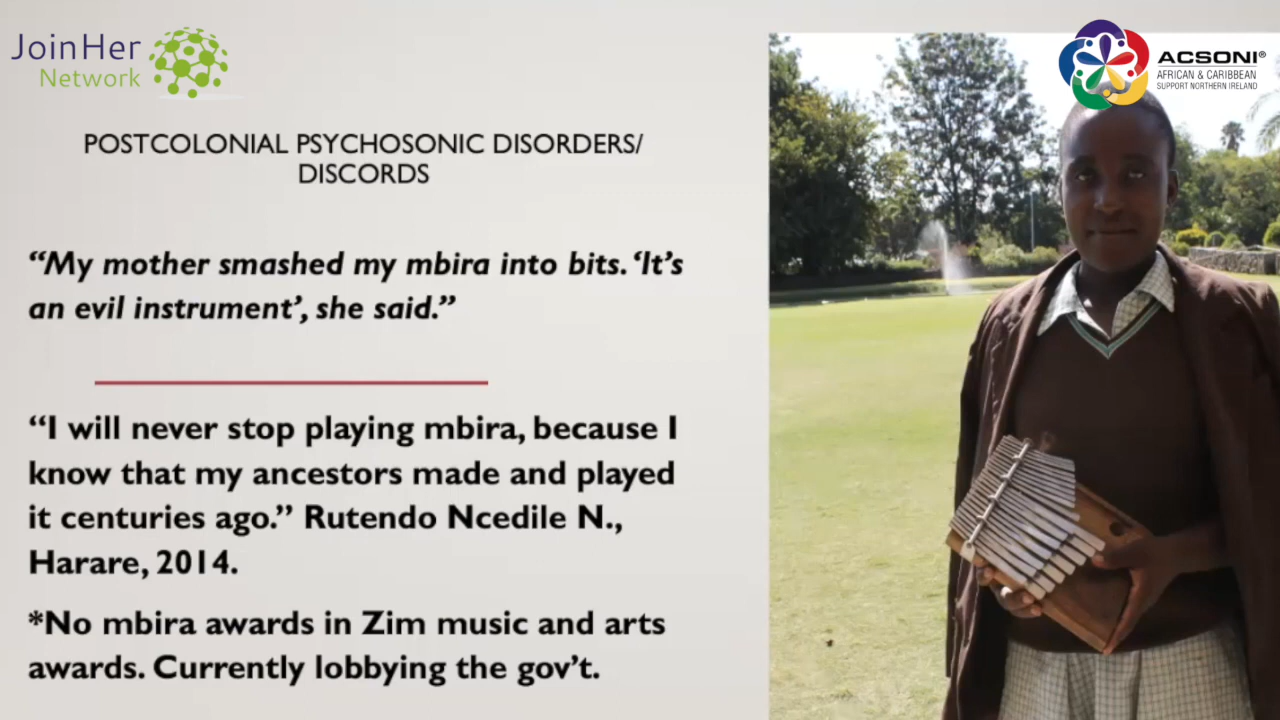 JoinHer
Network
ACSONI®
AFRICAN & CARIBBEAN
SUPPORT NORTHERN IRELAND
POSTCOLONIAL PSYCHOSONIC DISORDERS/
DISCORDS
“My mother smashed my mbira into bits. ‘It’s
an evil instrument’, she said.”
“I will never stop playing mbira, because I
know that my ancestors made and played
it centuries ago.” Rutendo Ncedile N.,
Harare, 2014.
*No mbira awards in Zim music and arts
awards. Currently lobbying the gov’t.